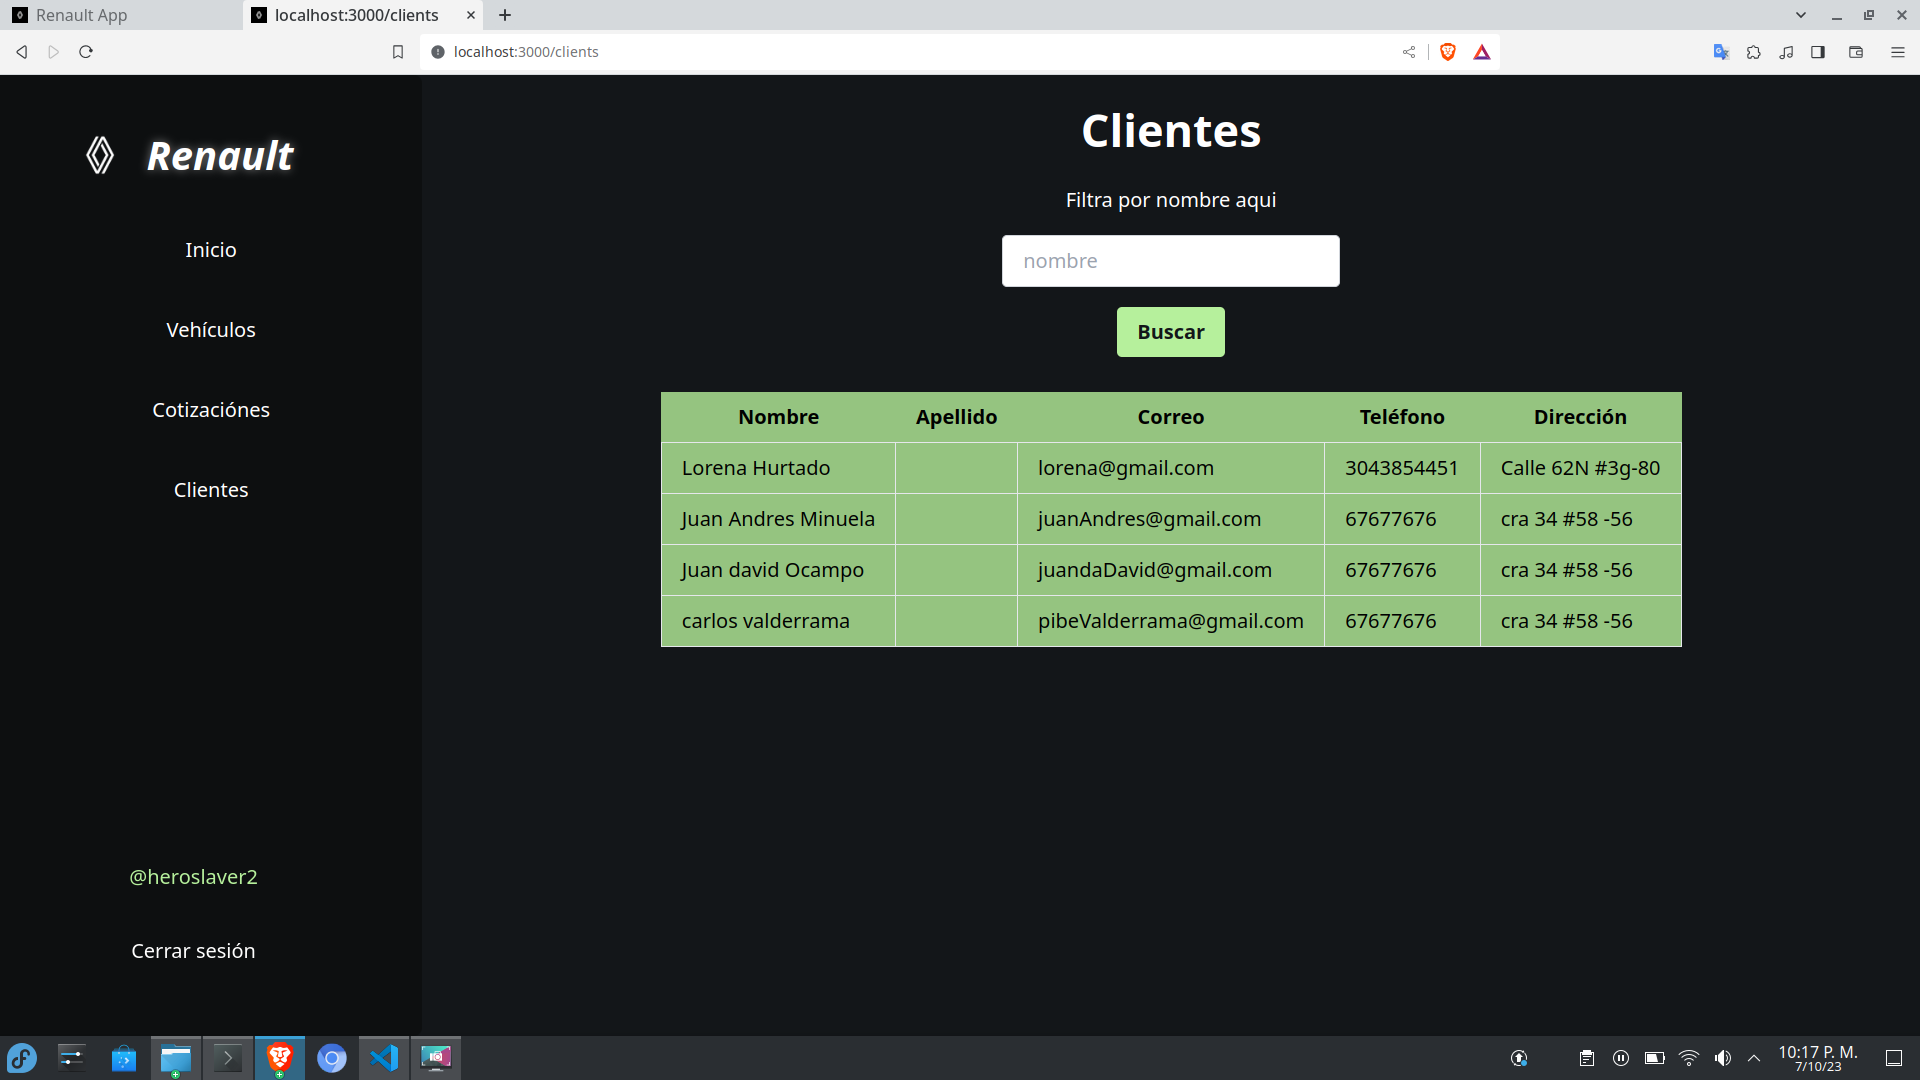 Renault App
localhost:3000/clients
localhost:3000/clients
Renault
Inicio
Vehículos
Cotizaciónes
Clientes
@heroslaver2
Cerrar sesión
Clientes
Filtra por nombre aqui
nombre
Buscar
Nombre Apellido Correo Teléfono Dirección
Lorena Hurtado lorena@gmail.com 3043854451 Calle 62N #3g-80
Juan Andres Minuela juanAndres@gmail.com 67677676 cra 34 #58 -56
Juan david Ocampo juandaDavid@gmail.com 67677676 cra 34 #58 -56
carlos valderrama pibeValderrama@gmail.com 67677676 cra 34 #58 -56
10:17 P. M.
7/10/23